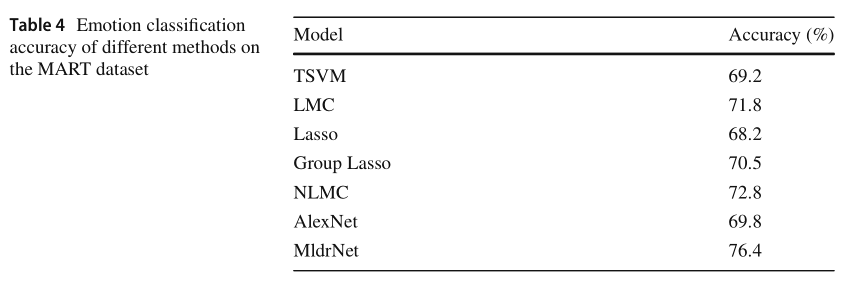 Table 4 Emotion classification
accuracy of different methods on
the MART dataset
Model Accuracy (%)
TSVM 69.2
LMC 71.8
Lasso 68.2
Group Lasso 70.5
NLMC 72.8
AlexNet 69.8
MldrNet 76.4